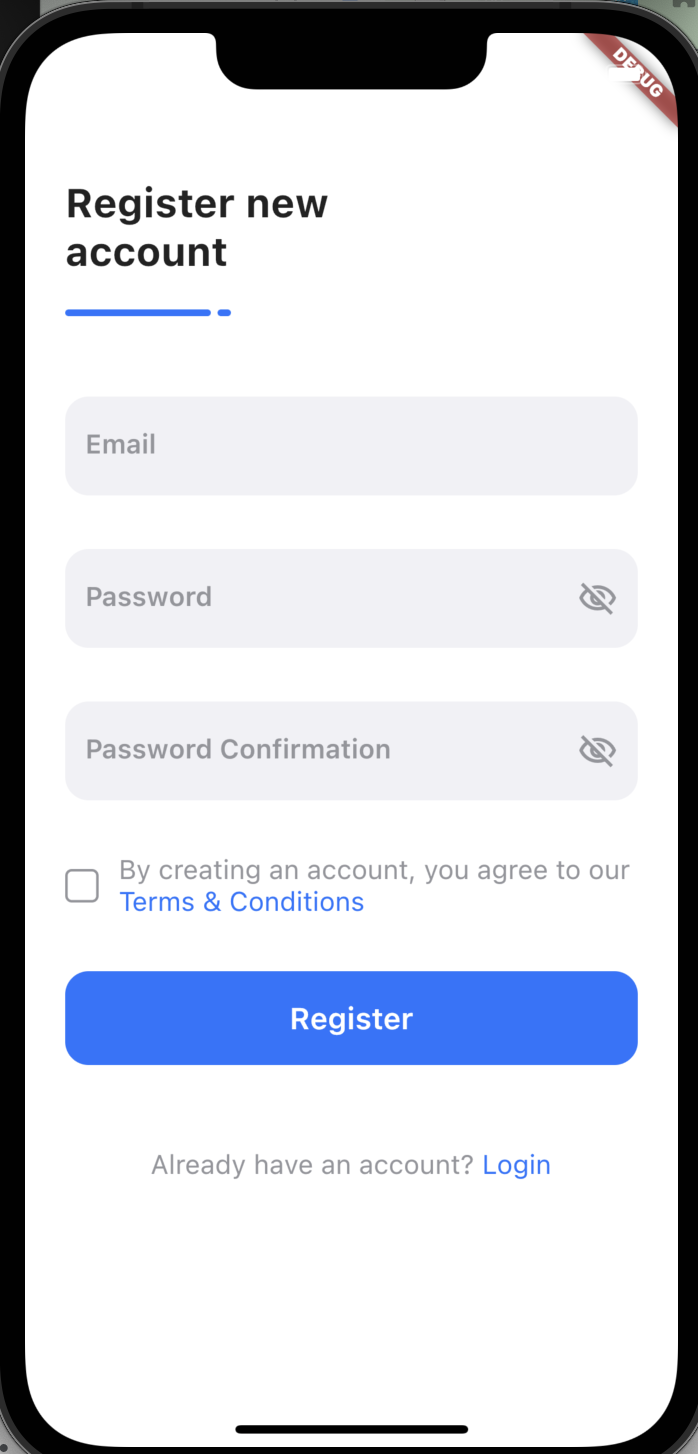 DEBUG
Register new
account
Email
Password
Password Confirmation
By creating an account, you agree to our
Terms & Conditions
Register
Already have an account? Login